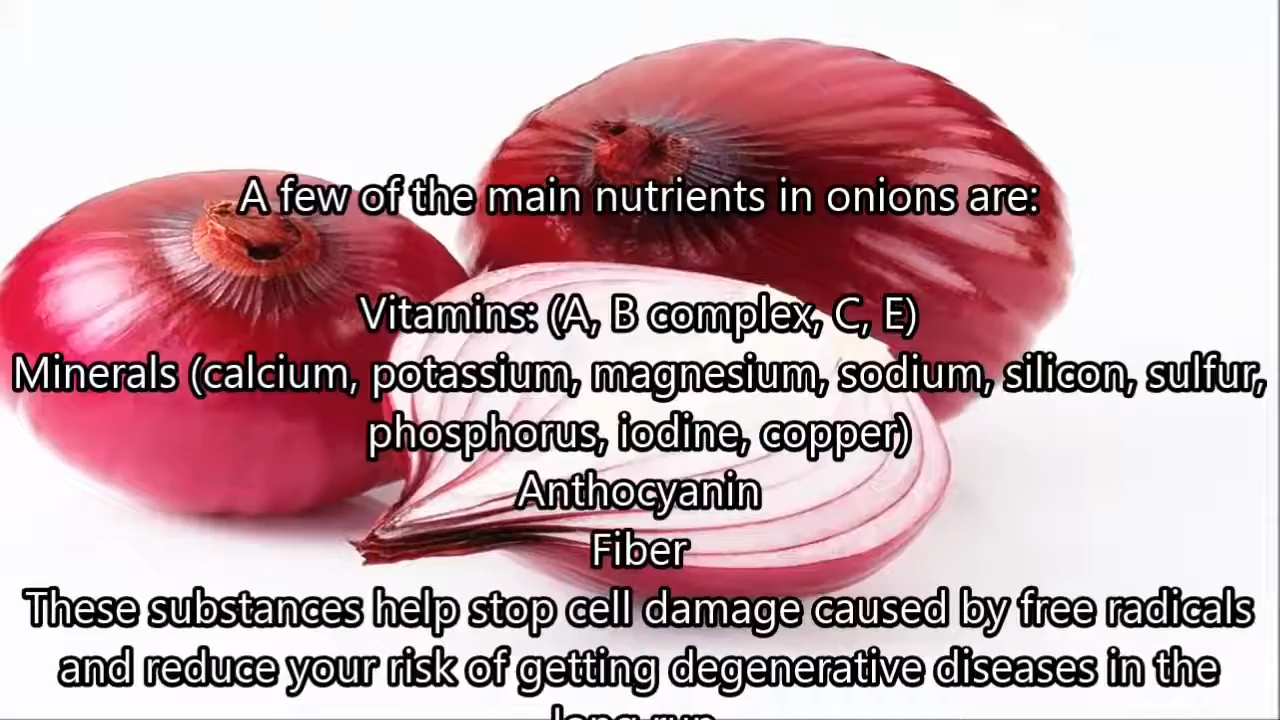 A few of the main nutrients in onions are:
Vitamins: (A, B complex, C, E)
Minerals (calcium, potassium, magnesium, sodium, silicon, sulfur,
phosphorus, iodine, copper)
Anthocyanin
Fiber
These substances help stop cell damage caused by free radicals
and reduce your risk of getting degenerative diseases in the
long run